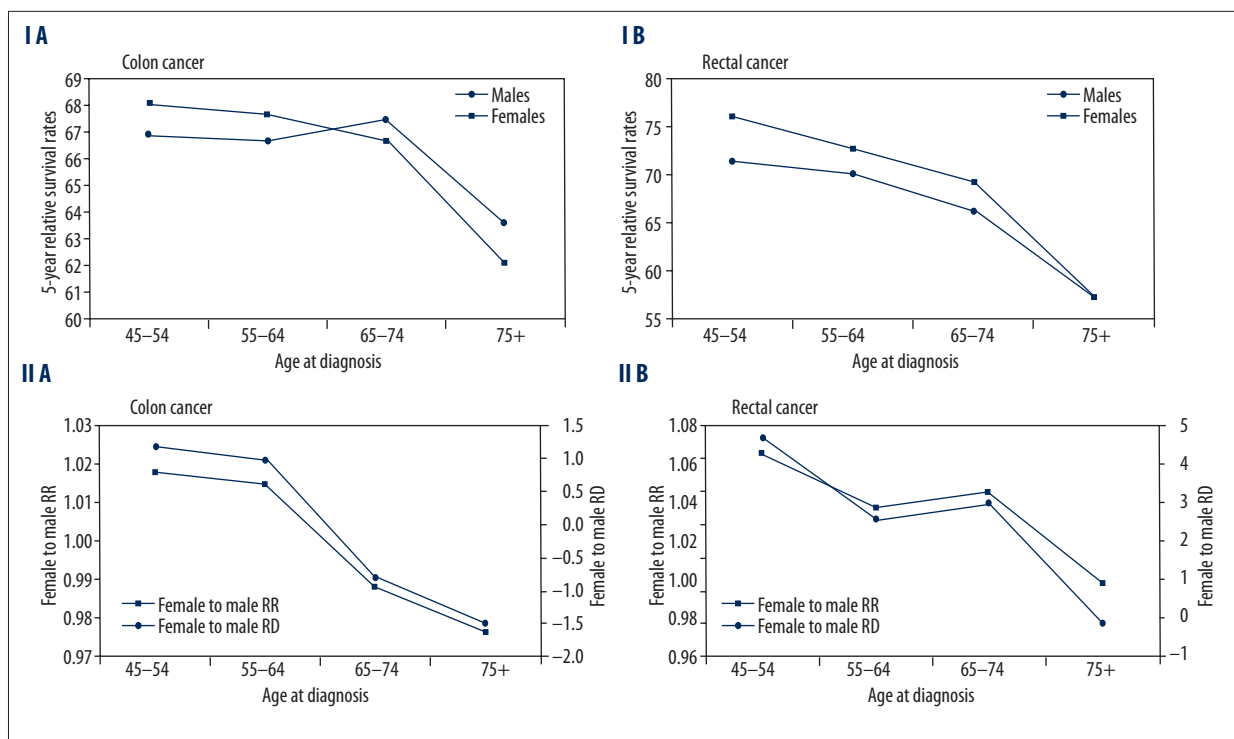 I A
Colon cancer
69
68
67
66
65
64
63
62
61
60
5-year relative survival rates
Males
Females
45–54
55–64
65–74
75+
Age at diagnosis
I B
Rectal cancer
80
75
70
65
60
55
5-year relative survival rates
Males
Females
45–54
55–64
65–74
75+
Age at diagnosis
II A
Colon cancer
1.03
1.02
1.01
1.00
0.99
0.98
0.97
Female to male RR
1.5
1.0
0.5
0.0
–0.5
–1.0
–1.5
–2.0
Female to male RD
Female to male RR
Female to male RD
45–54
55–64
65–74
75+
Age at diagnosis
II B
Rectal cancer
1.08
1.06
1.04
1.02
1.00
0.98
0.96
Female to male RR
5
4
3
2
1
0
–1
Female to male RD
Female to male RR
Female to male RD
45–54
55–64
65–74
75+
Age at diagnosis